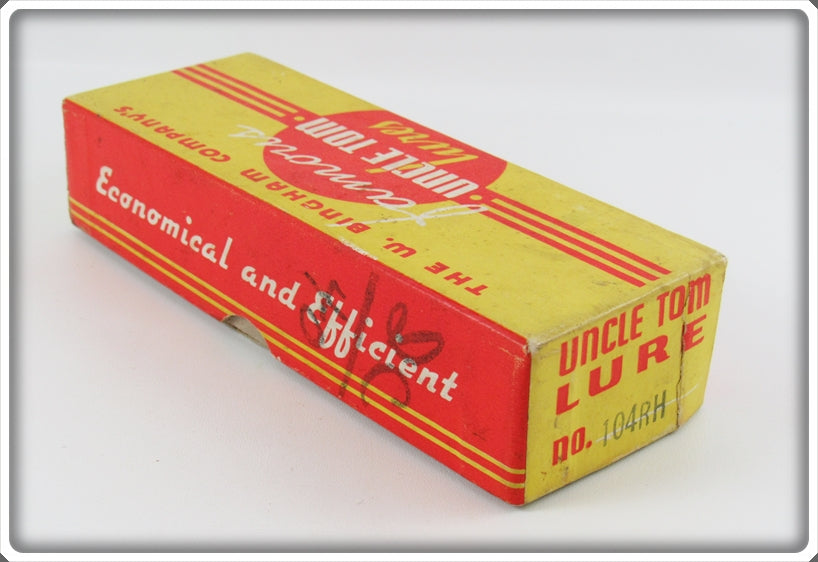 THE W. BINGHAM COMPANY'S
Famous
UNCLE TOM
lures
Economical and Efficient
UNCLE TOM
LURE
no. 104RH